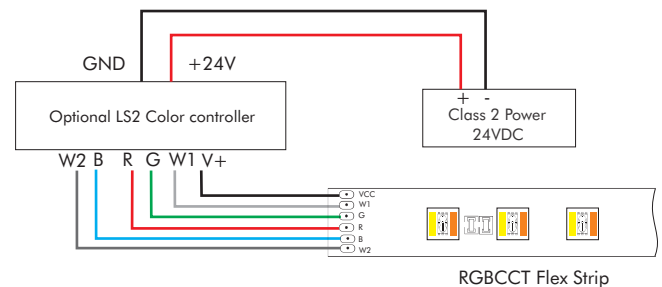 GND +24V
+ -
Optional LS2 Color controller
Class 2 Power
24VDC
W2 B R G W1 V+
VCC
W1
G
R
B
W2
RGBCCT Flex Strip